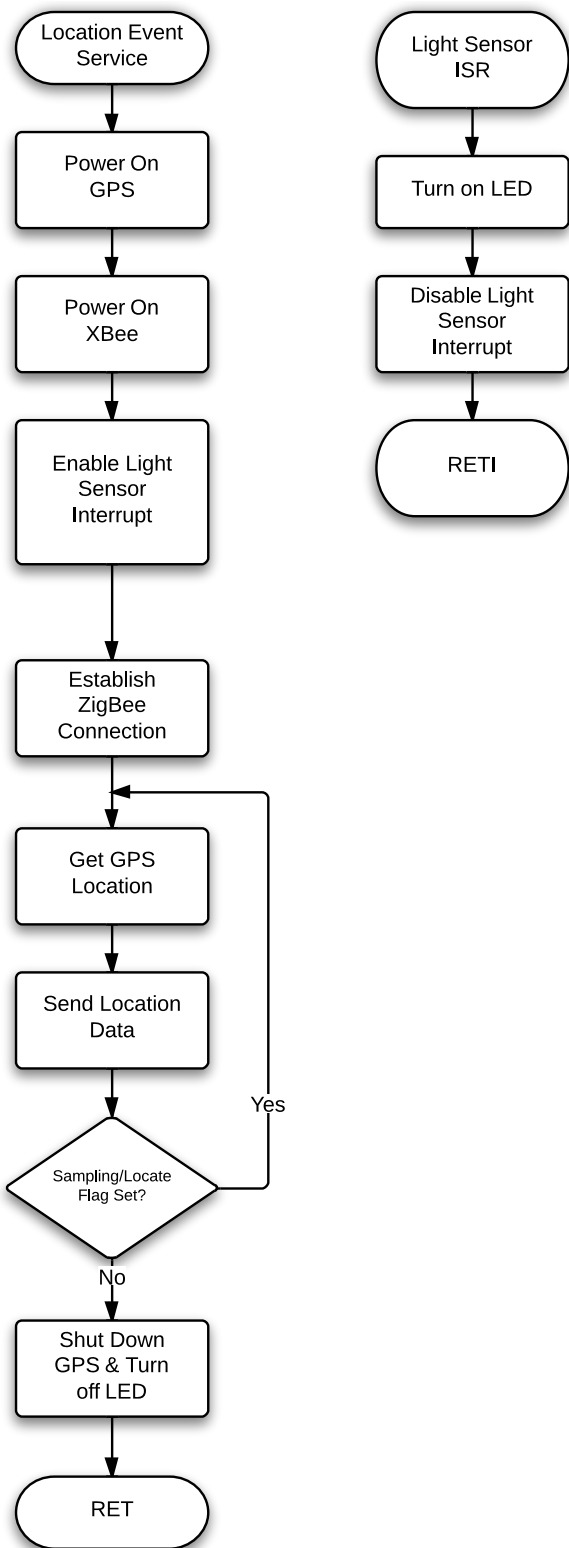 Location Event
Service
Power On
GPS
Power On
XBee
Enable Light
Sensor
Interrupt
Establish
ZigBee
Connection
Get GPS
Location
Send Location
Data
Sampling/Locate
Flag Set?
Yes
No
Shut Down
GPS & Turn
off LED
RET
Light Sensor
ISR
Turn on LED
Disable Light
Sensor
Interrupt
RETI